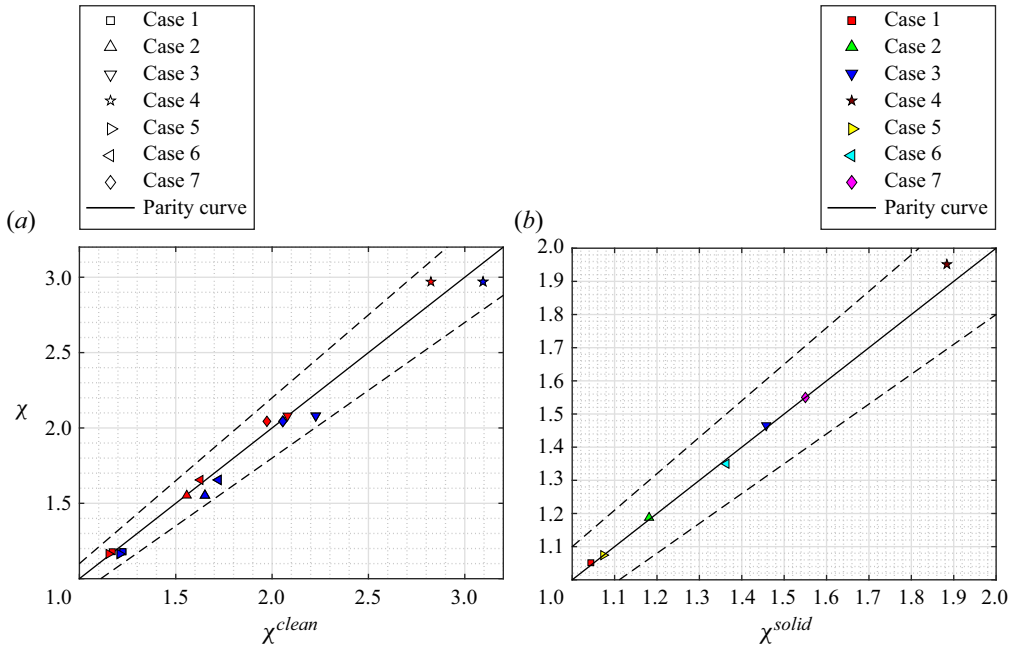 Case 1
Case 2
Case 3
Case 4
Case 5
Case 6
Case 7
Parity curve
(a)
3.0
2.5
χ
2.0
1.5
1.0 1.5 2.0 2.5 3.0
χ^clean
Case 1
Case 2
Case 3
Case 4
Case 5
Case 6
Case 7
Parity curve
(b)
2.0
1.9
1.8
1.7
1.6
1.5
1.4
1.3
1.2
1.1
1.0 1.1 1.2 1.3 1.4 1.5 1.6 1.7 1.8 1.9 2.0
χ^solid